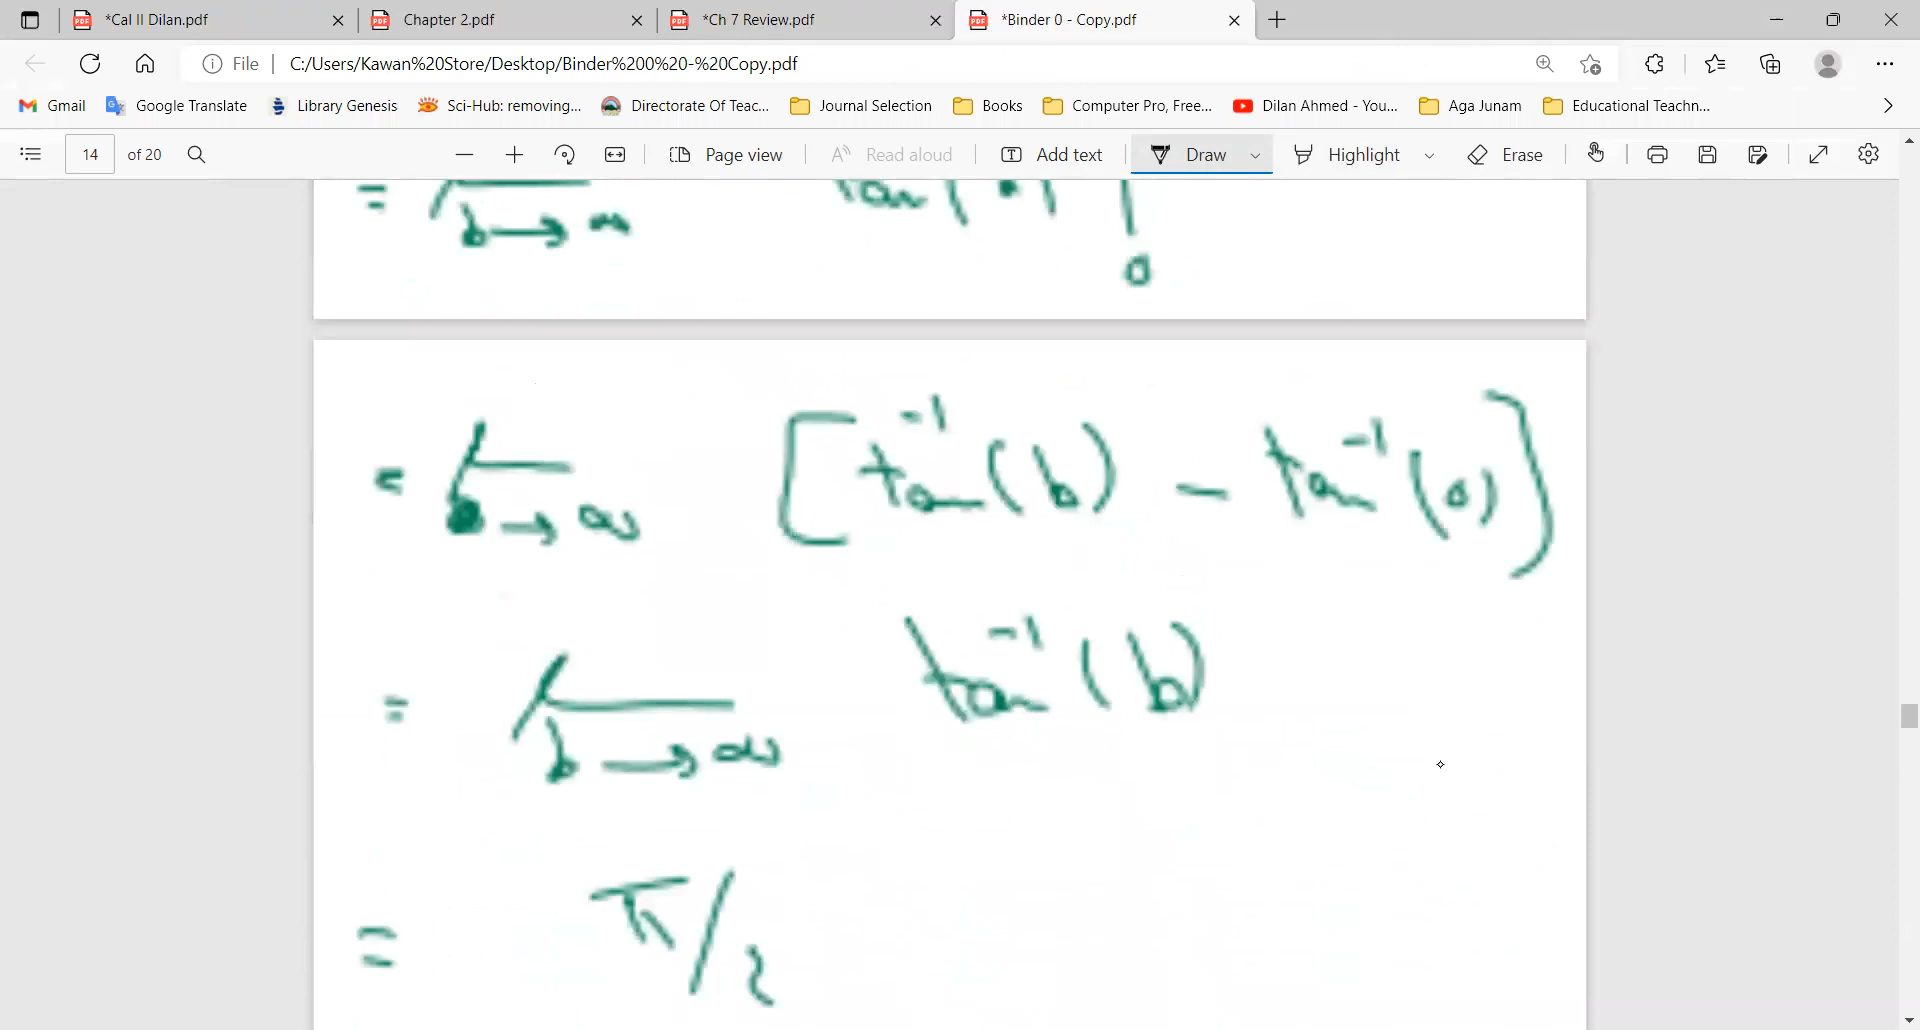 *Cal II Dilan.pdf
Chapter 2.pdf
*Ch 7 Review.pdf
*Binder 0 - Copy.pdf
File | C:/Users/Kawan%20Store/Desktop/Binder%200%20-%20Copy.pdf
Gmail Google Translate Library Genesis Sci-Hub: removing... Directorate Of Teac... Journal Selection Books Computer Pro, Free... Dilan Ahmed - You... Aga Junam Educational Teachn...
14 of 20 Page view Read aloud Add text Draw Highlight Erase
= b → ∞ tan
0
= b → ∞ [tan⁻¹(b) - tan⁻¹(0)]
= b → ∞ tan⁻¹(b)
= π/2